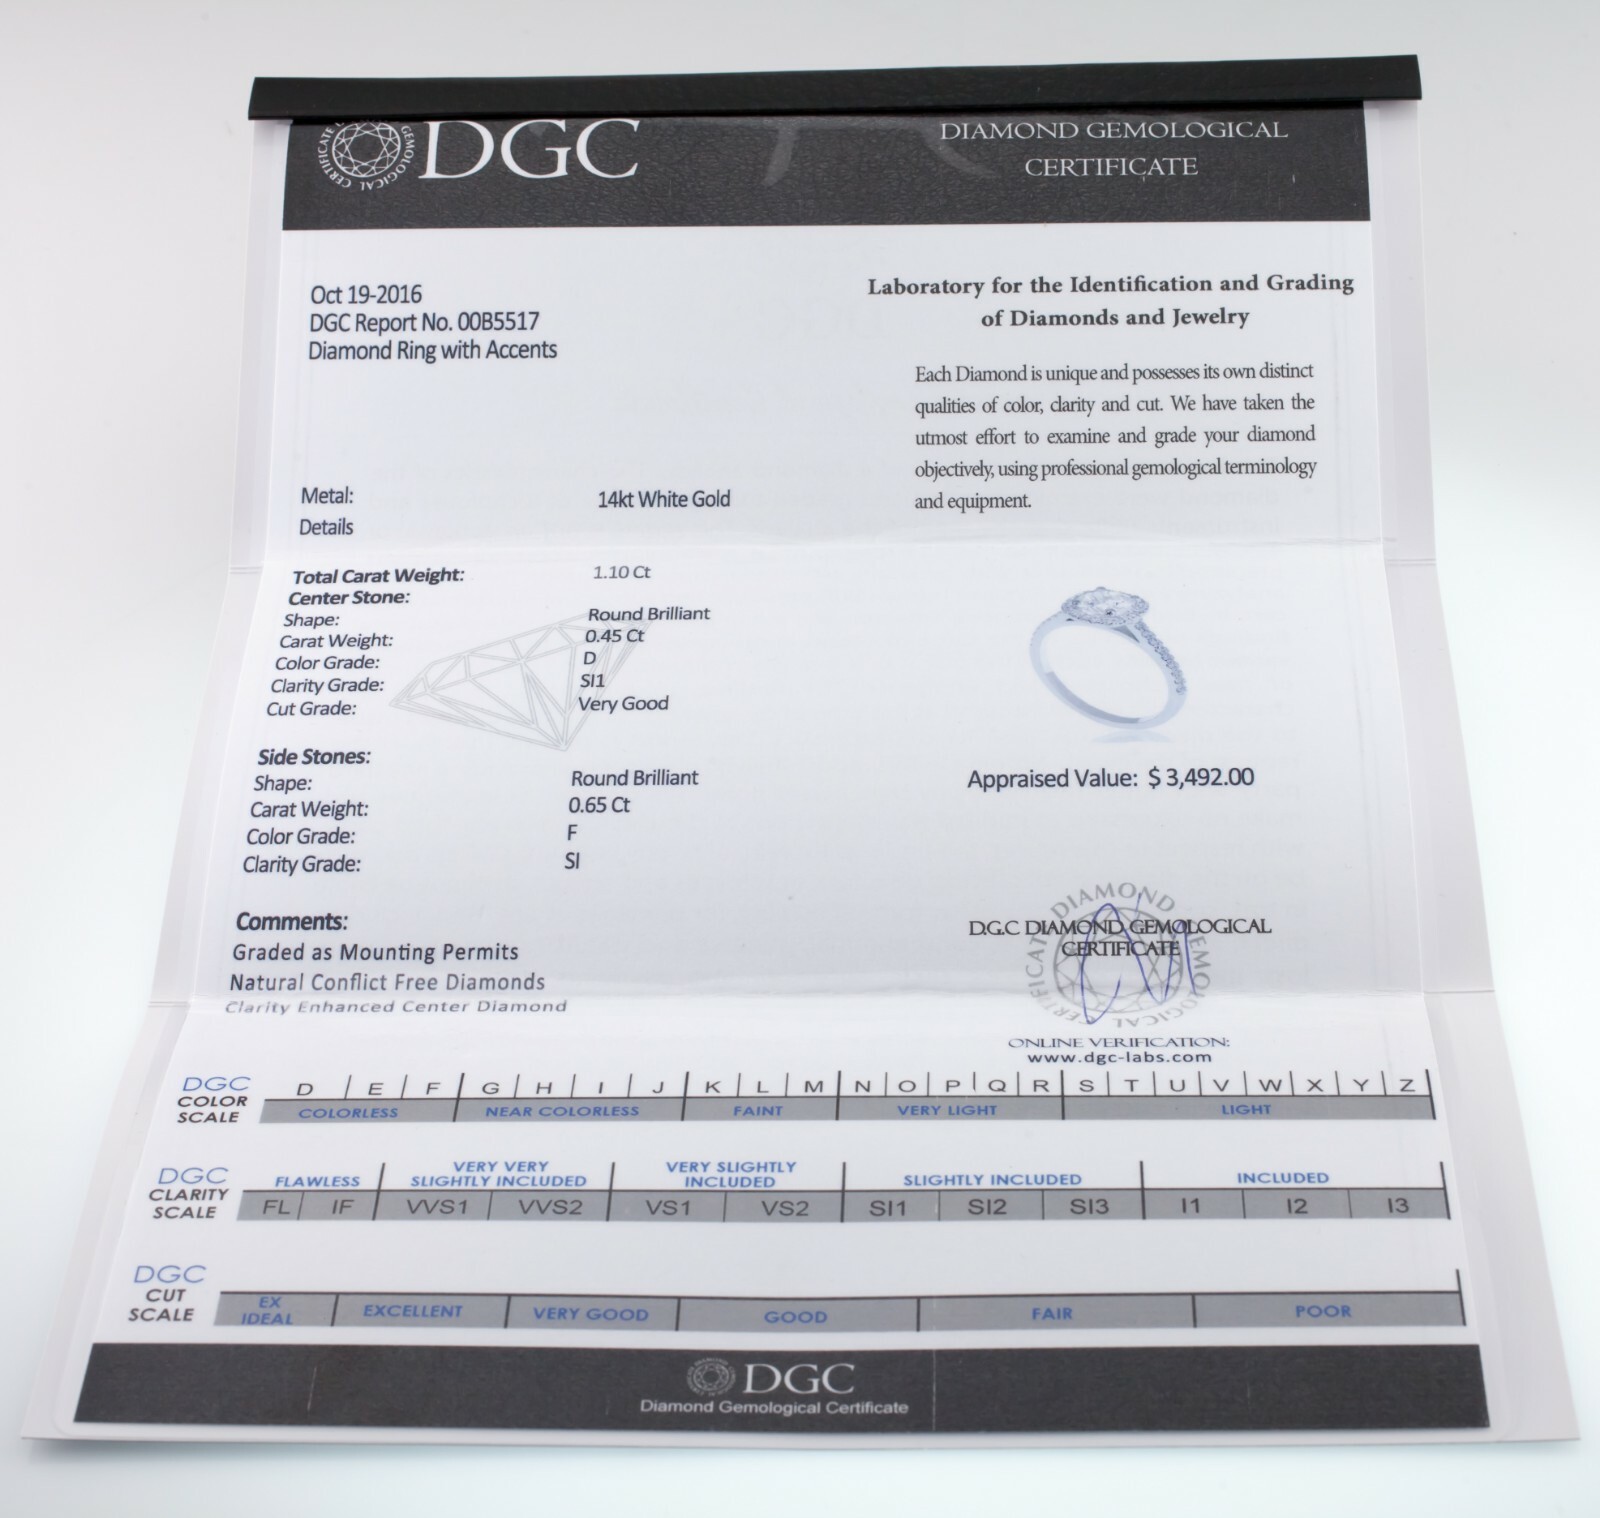 DGC
DIAMOND GEMOLOGICAL
CERTIFICATE
Oct 19-2016
DGC Report No. 00B5517
Diamond Ring with Accents
Laboratory for the Identification and Grading
of Diamonds and Jewelry
Each Diamond is unique and possesses its own distinct
qualities of color, clarity and cut. We have taken the
utmost effort to examine and grade your diamond
objectively, using professional gemological terminology
and equipment.
Metal: 14kt White Gold
Details
Total Carat Weight: 1.10 Ct
Center Stone:
Shape: Round Brilliant
Carat Weight: 0.45 Ct
Color Grade: D
Clarity Grade: SI1
Cut Grade: Very Good
Side Stones:
Shape: Round Brilliant
Carat Weight: 0.65 Ct
Color Grade: F
Clarity Grade: SI
Appraised Value: $ 3,492.00
Comments:
Graded as Mounting Permits
Natural Conflict Free Diamonds
Clarity Enhanced Center Diamond
DIAMOND GEMOLOGICAL CERTIFICATE
D.G.C DIAMOND GEMOLOGICAL
CERTIFICATE
ONLINE VERIFICATION:
www.dgc-labs.com
DGC
COLOR
SCALE
D E F G H I J K L M N O P Q R S T U V W X Y Z
COLORLESS NEAR COLORLESS FAINT VERY LIGHT LIGHT
DGC
CLARITY
SCALE
FLAWLESS
VERY VERY
SLIGHTLY INCLUDED
VERY SLIGHTLY
INCLUDED
SLIGHTLY INCLUDED
INCLUDED
FL IF VVS1 VVS2 VS1 VS2 SI1 SI2 SI3 I1 I2 I3
DGC
CUT
SCALE
EX
IDEAL
EXCELLENT VERY GOOD GOOD FAIR POOR
DGC
Diamond Gemological Certificate